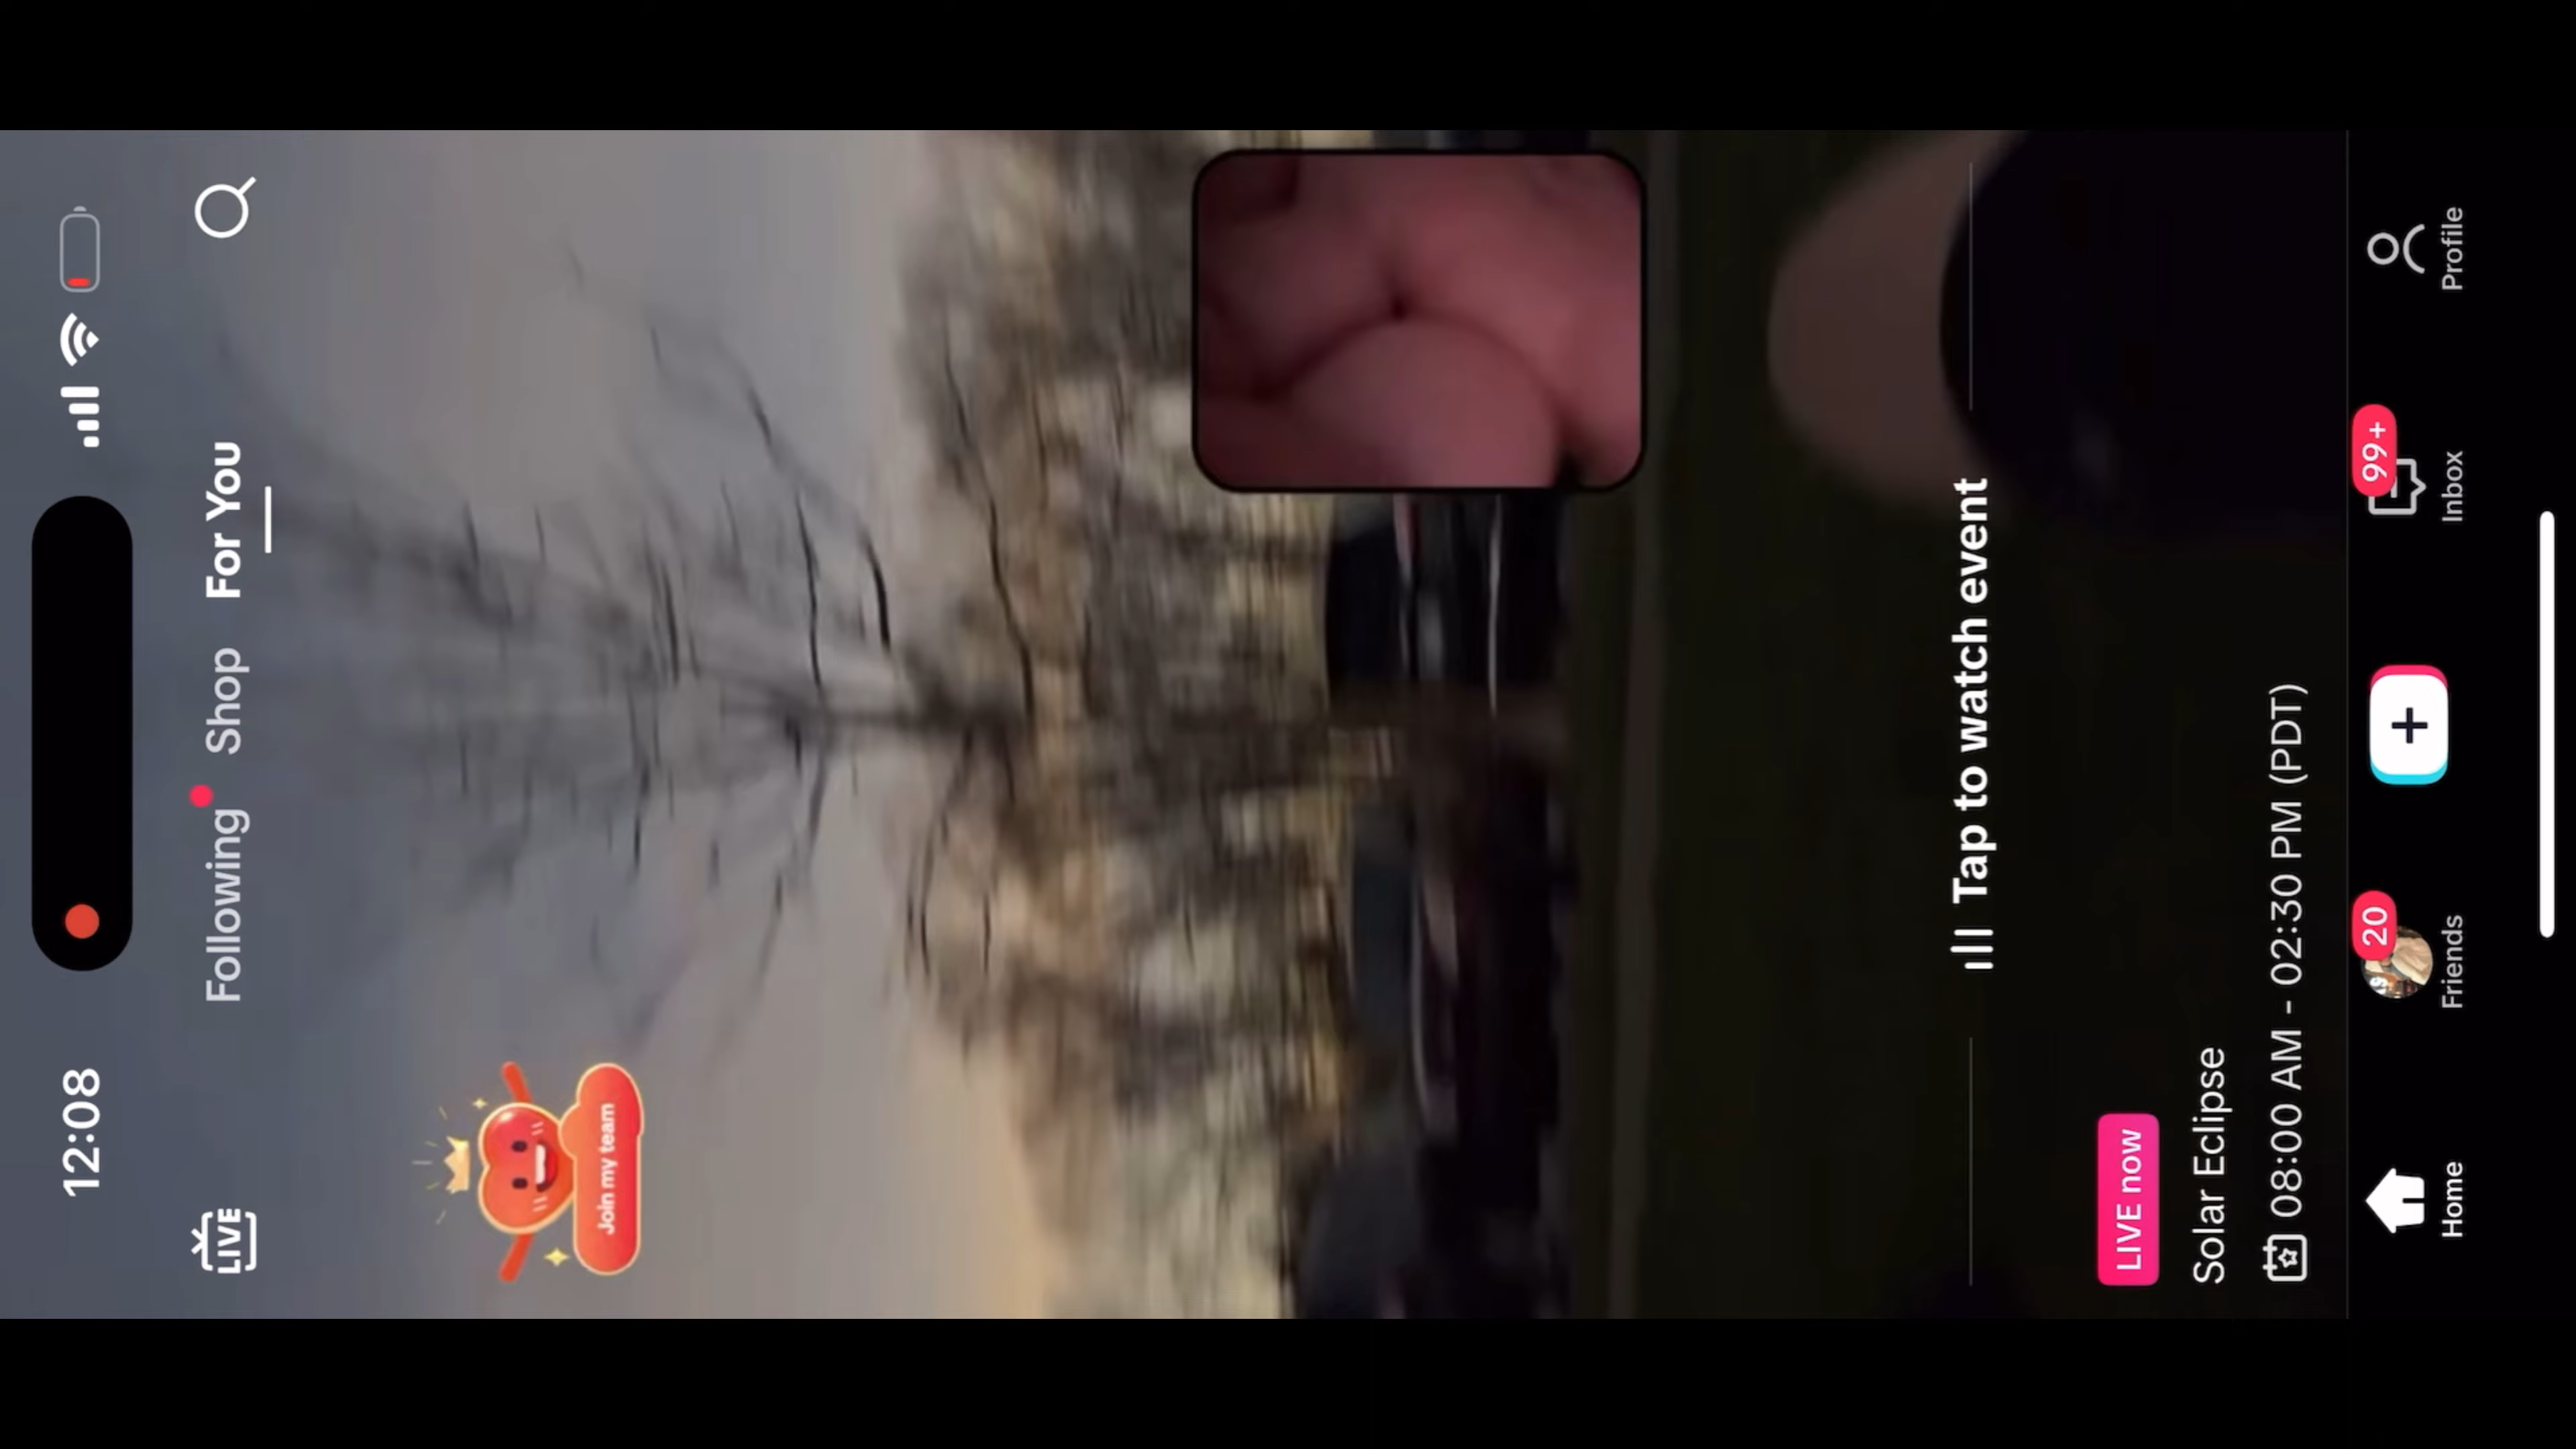 12:08
LIVE
Following
Shop
For You
Join my team
Tap to watch event
LIVE now
Solar Eclipse
08:00 AM - 02:30 PM (PDT)
Home
20
Friends
99+
Inbox
Profile